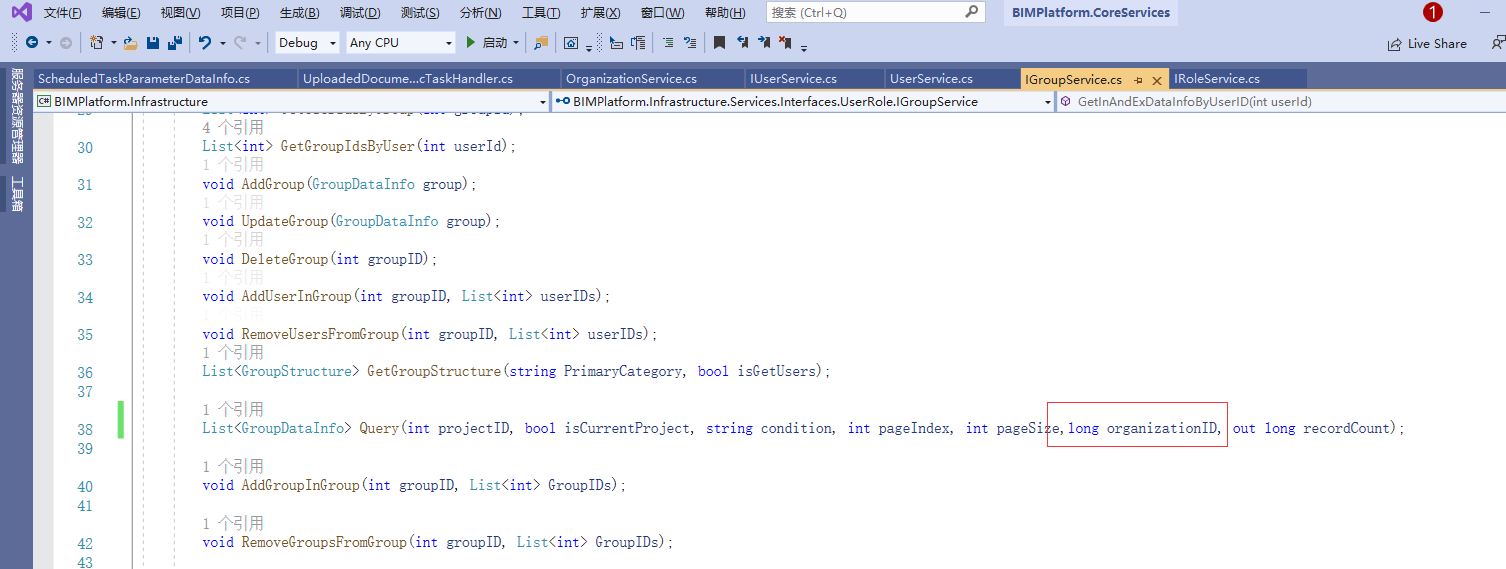 文件(F) 编辑(E) 视图(V) 项目(P) 生成(B) 调试(D) 测试(S) 分析(N) 工具(T) 扩展(X) 窗口(W) 帮助(H) 搜索 (Ctrl+Q) BIMPlatform.CoreServices 1
Debug Any CPU 启动 Live Share
服务器资源管理器
工具箱
ScheduledTaskParameterDataInfo.cs UploadedDocume...cTaskHandler.cs OrganizationService.cs IUserService.cs UserService.cs IGroupService.cs IRoleService.cs
C# BIMPlatform.Infrastructure BIMPlatform.Infrastructure.Services.Interfaces.UserRole.IGroupService GetInAndExDataInfoByUserID(int userId)
4 个引用
30 List<int> GetGroupIdsByUser(int userId);
1 个引用
31 void AddGroup(GroupDataInfo group);
1 个引用
32 void UpdateGroup(GroupDataInfo group);
1 个引用
33 void DeleteGroup(int groupID);
1 个引用
34 void AddUserInGroup(int groupID, List<int> userIDs);
1 个引用
35 void RemoveUsersFromGroup(int groupID, List<int> userIDs);
1 个引用
36 List<GroupStructure> GetGroupStructure(string PrimaryCategory, bool isGetUsers);
37
1 个引用
38 List<GroupDataInfo> Query(int projectID, bool isCurrentProject, string condition, int pageIndex, int pageSize,long organizationID, out long recordCount);
39
1 个引用
40 void AddGroupInGroup(int groupID, List<int> GroupIDs);
41
1 个引用
42 void RemoveGroupsFromGroup(int groupID, List<int> GroupIDs);
43